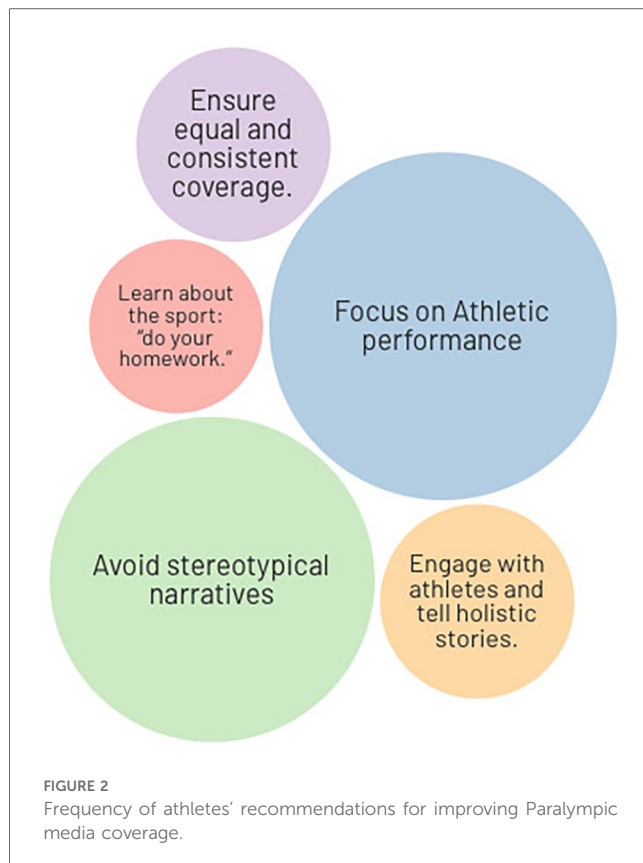 Ensure
equal and
consistent
coverage.
Learn about
the sport:
"do your
homework."
Focus on Athletic
performance
Avoid stereotypical
narratives
Engage with
athletes and
tell holistic
stories.
FIGURE 2
Frequency of athletes' recommendations for improving Paralympic
media coverage.